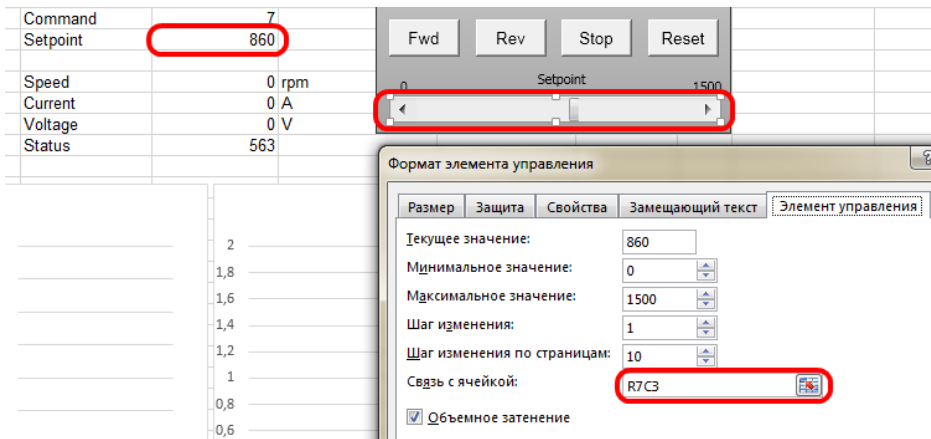 Command 7
Setpoint 860
Speed 0 rpm
Current 0 A
Voltage 0 V
Status 563
Fwd Rev Stop Reset
Setpoint
0 1500
Формат элемента управления
Размер Защита Свойства Замещающий текст Элемент управления
Текущее значение: 860
Минимальное значение: 0
Максимальное значение: 1500
Шаг изменения: 1
Шаг изменения по страницам: 10
Связь с ячейкой: R7C3
Объемное затенение
2
1,8
1,6
1,4
1,2
1
0,8
0,6